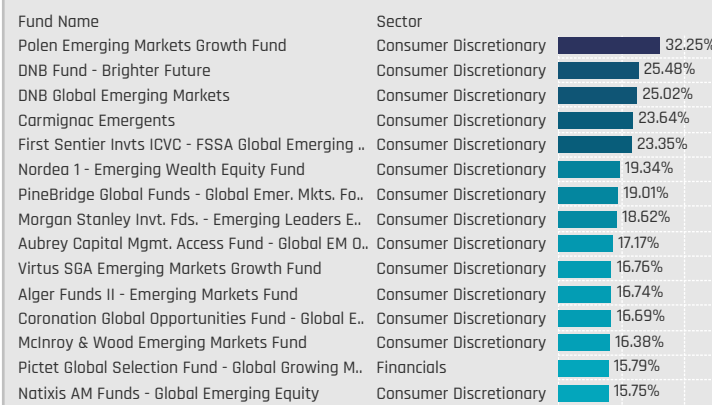 Fund Name Sector
Polen Emerging Markets Growth Fund Consumer Discretionary 32.25%
DNB Fund - Brighter Future Consumer Discretionary 25.48%
DNB Global Emerging Markets Consumer Discretionary 25.02%
Carmignac Emergents Consumer Discretionary 23.64%
First Sentier Invts ICVC - FSSA Global Emerging .. Consumer Discretionary 23.35%
Nordea 1 - Emerging Wealth Equity Fund Consumer Discretionary 19.34%
PineBridge Global Funds - Global Emer. Mkts. Fo.. Consumer Discretionary 19.01%
Morgan Stanley Invt. Fds. - Emerging Leaders E.. Consumer Discretionary 18.62%
Aubrey Capital Mgmt. Access Fund - Global EM O.. Consumer Discretionary 17.17%
Virtus SGA Emerging Markets Growth Fund Consumer Discretionary 16.76%
Alger Funds II - Emerging Markets Fund Consumer Discretionary 16.74%
Coronation Global Opportunities Fund - Global E.. Consumer Discretionary 16.69%
McInroy & Wood Emerging Markets Fund Consumer Discretionary 16.38%
Pictet Global Selection Fund - Global Growing M.. Financials 15.79%
Natixis AM Funds - Global Emerging Equity Consumer Discretionary 15.75%